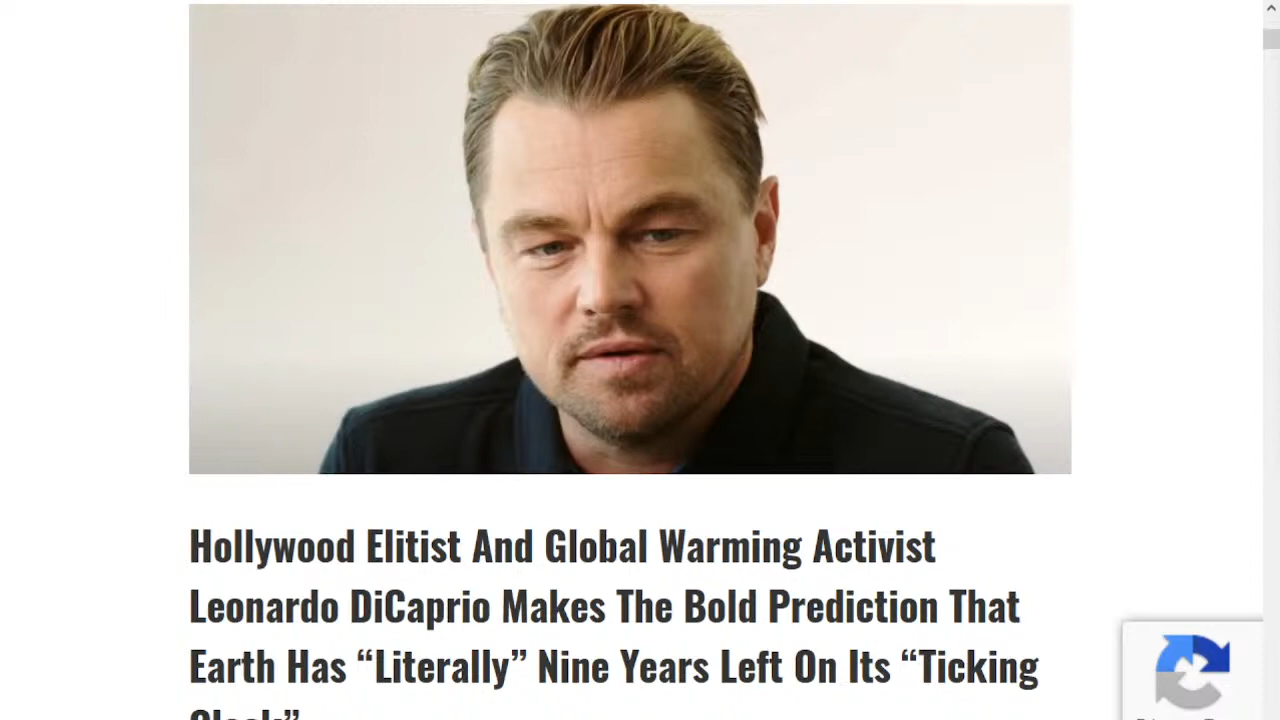 Hollywood Elitist And Global Warming Activist
Leonardo DiCaprio Makes The Bold Prediction That
Earth Has “Literally” Nine Years Left On Its “Ticking
Clock”